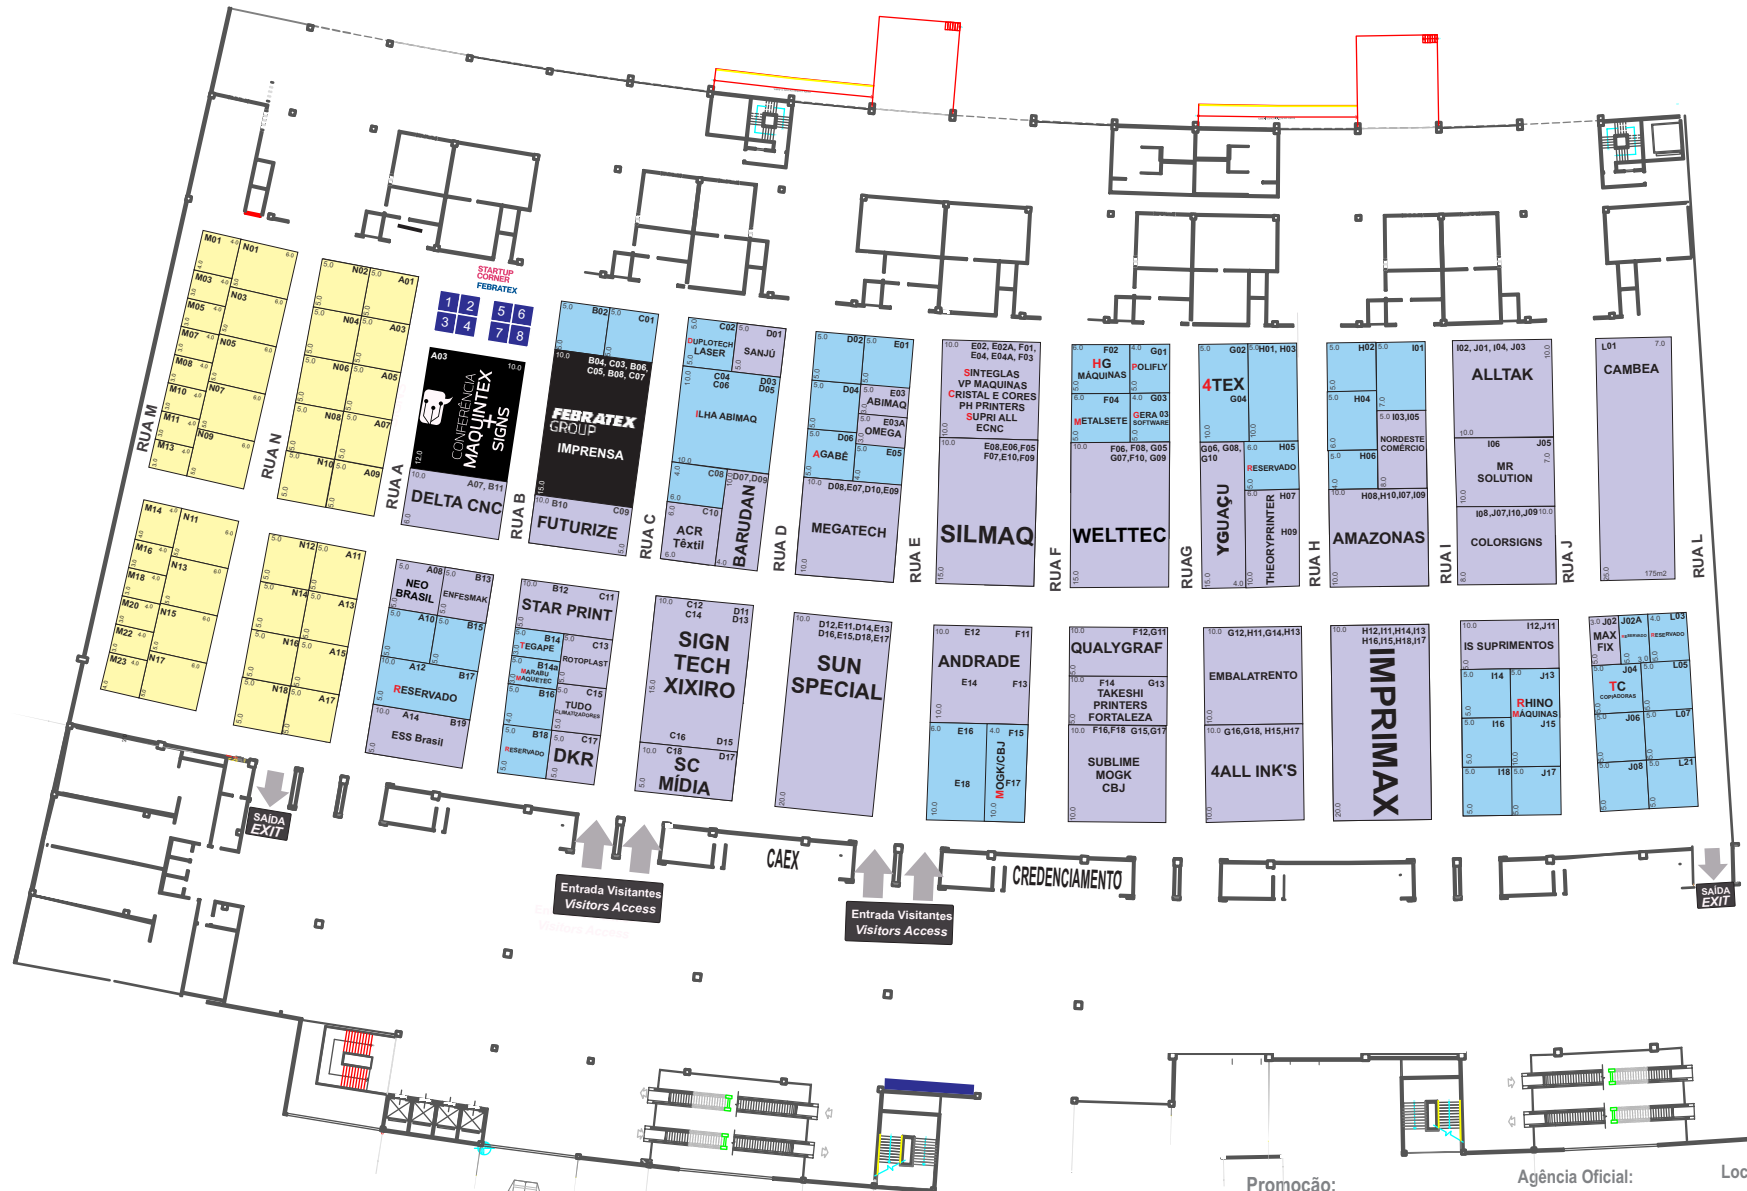 STARTUP
CORNER
FEBRATEX
1 2 5 6
3 4 7 8
RUA M
RUA N
RUA A
RUA B
RUA C
RUA D
RUA E
RUA F
RUAG
RUA H
RUA I
RUA J
RUA L
M01
N01
M03
N03
M05
N05
M07
M08
N07
M10
M11
N09
M13
N02
A01
N04
A03
N06
A05
N08
A07
N10
A09
M14
N11
M16
N13
M18
M20
N15
M22
N17
M23
N12
A11
N14
A13
N16
A15
N18
A17
A03
10.0
CONFERÊNCIA
MAQUINTEX
+
SIGNS
12.0
A07, B11
DELTA CNC
B02
C01
B04, C03, B06,
C05, B08, C07
FEBRATEX
GROUP
IMPRENSA
B10
C09
FUTURIZE
C02
DUPLOTECH
LASER
D01
SANJÚ
C04
C06
D03
D05
ILHA ABIMAQ
C08
D07,D09
BARUDAN
C10
ACR
Têxtil
D02
E01
D04
E03
ABIMAQ
E03A
OMEGA
D06
AGABÊ
E05
D08,E07,D10,E09
MEGATECH
E02, E02A, F01,
E04, E04A, F03
SINTEGLAS
VP MAQUINAS
CRISTAL E CORES
PH PRINTERS
SUPRI ALL
ECNC
E08,E06,F05
F07,E10,F09
SILMAQ
F02
HG
MÁQUINAS
G01
POLIFLY
F04
METALSETE
G03
GERA 03
SOFTWARE
F06, F08, G05
G07,F10, G09
WELTTEC
G02
4TEX
G04
H01, H03
G06, G08,
G10
YGUAÇU
H05
RESERVADO
H07
H09
THEORYPRINTER
H02
I01
H04
I03,I05
NORDESTE
COMÉRCIO
H06
H08,H10,I07,I09
AMAZONAS
I02, J01, I04, J03
ALLTAK
I06
J05
MR
SOLUTION
I08,J07,I10,J09
COLORSIGNS
L01
7.0
CAMBEA
25.0
175m2
A08
NEO
BRASIL
B13
ENFESMAK
A10
B15
A12
B17
RESERVADO
A14
B19
ESS Brasil
B12
C11
STAR PRINT
B14
TEGAPE
C13
ROTOPLAST
B14a
MARABU
MAQUETEC
B16
C15
TUDO
CLIMATIZADORES
B18
RESERVADO
C17
DKR
C12
C14
D11
D13
SIGN
TECH
XIXIRO
C16
D15
C18
D17
SC
MÍDIA
D12,E11,D14,E13
D16,E15,D18,E17
SUN
SPECIAL
E12
F11
ANDRADE
E14
F13
E16
F15
MOGK/CBJ
E18
F17
F12,G11
QUALYGRAF
F14
G13
TAKESHI
PRINTERS
FORTALEZA
F16,F18
G15,G17
SUBLIME
MOGK
CBJ
G12,H11,G14,H13
EMBALATRENTO
G16,G18, H15,H17
4ALL INK'S
H12,I11,H14,I13
H16,I15,H18,I17
IMPRIMAX
I12,J11
IS SUPRIMENTOS
I14
J13
RHINO
MÁQUINAS
I16
J15
I18
J17
J02
MAX
FIX
J02A
RESERVADO
L03
RESERVADO
J04
TC
COPIADORAS
L05
J06
L07
J08
L21
SAÍDA
EXIT
CAEX
CREDENCIAMENTO
Entrada Visitantes
Visitors Access
Entrada Visitantes
Visitors Access
SAÍDA
EXIT
Promoção:
Agência Oficial:
Loc